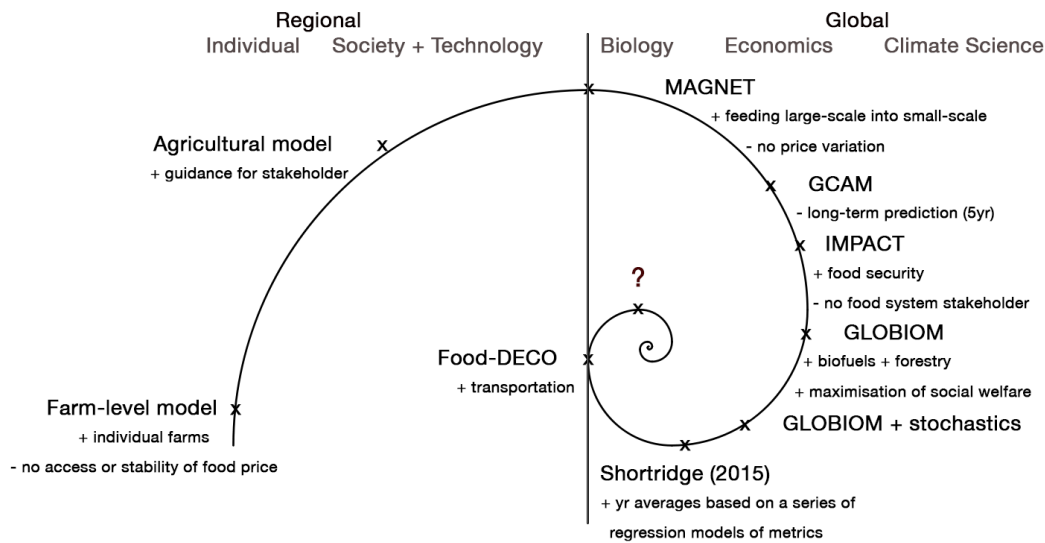 Regional
Global
Individual Society + Technology Biology Economics Climate Science
MAGNET
+ feeding large-scale into small-scale
- no price variation
Agricultural model
+ guidance for stakeholder
GCAM
- long-term prediction (5yr)
IMPACT
+ food security
- no food system stakeholder
?
GLOBIOM
+ biofuels + forestry
+ maximisation of social welfare
Food-DECO
+ transportation
Farm-level model
+ individual farms
- no access or stability of food price
GLOBIOM + stochastics
Shortridge (2015)
+ yr averages based on a series of
regression models of metrics